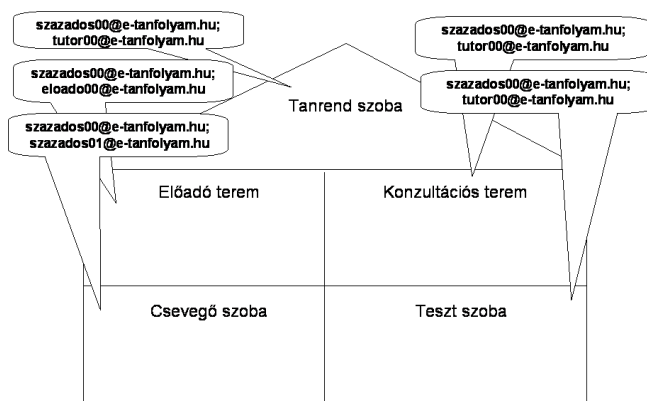 szazados00@e-tanfolyam.hu;
tutor00@e-tanfolyam.hu
szazados00@e-tanfolyam.hu;
tutor00@e-tanfolyam.hu
szazados00@e-tanfolyam.hu;
eloado00@e-tanfolyam.hu
szazados00@e-tanfolyam.hu;
tutor00@e-tanfolyam.hu
Tanrend szoba
szazados00@e-tanfolyam.hu;
szazados01@e-tanfolyam.hu
Előadó terem
Konzultációs terem
Csevegő szoba
Teszt szoba